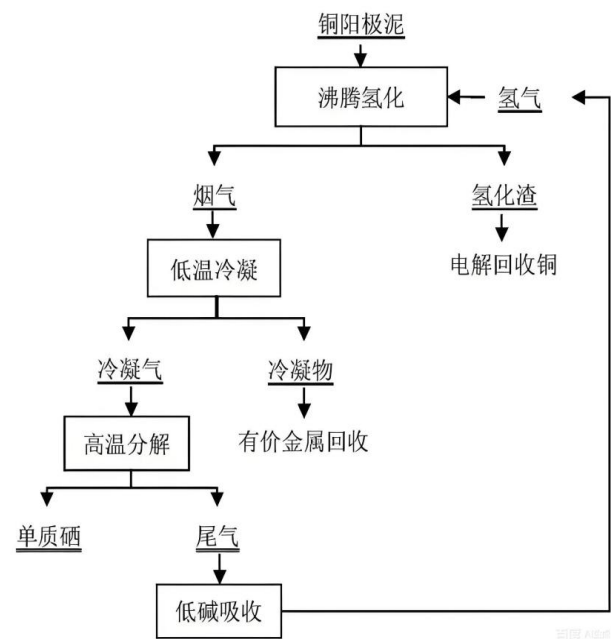 铜阳极泥
沸腾氢化
氢气
烟气
氢化渣
低温冷凝
电解回收铜
冷凝气
冷凝物
高温分解
有价金属回收
单质硒
尾气
低碱吸收